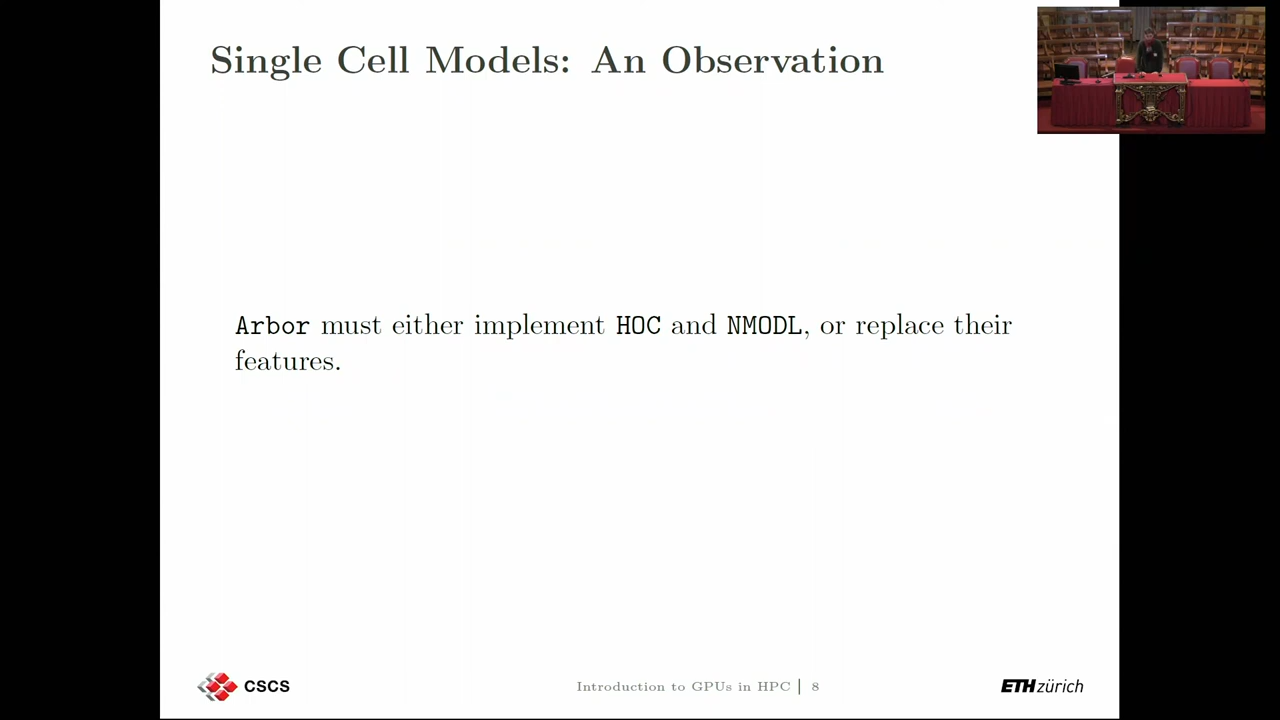 Single Cell Models: An Observation
Arbor must either implement HOC and NMODL, or replace their
features.
CSCS
Introduction to GPUs in HPC | 8
ETH zürich